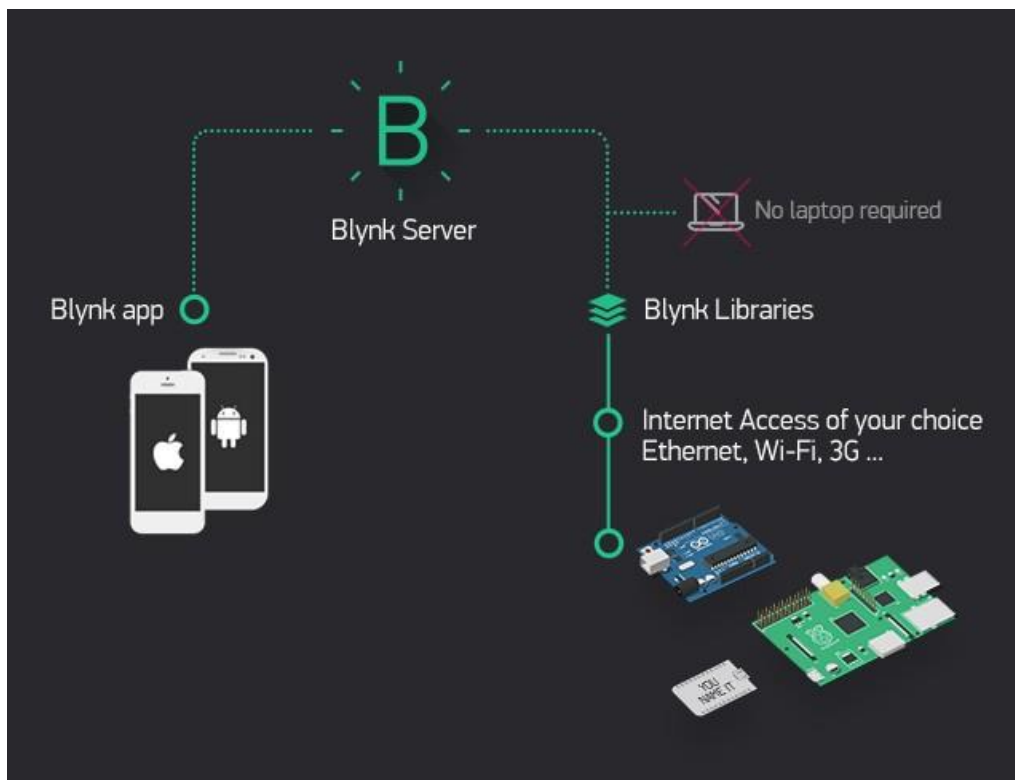 B
Blynk Server
No laptop required
Blynk app
Blynk Libraries
Internet Access of your choice
Ethernet, Wi-Fi, 3G ...
YOU
NAME IT